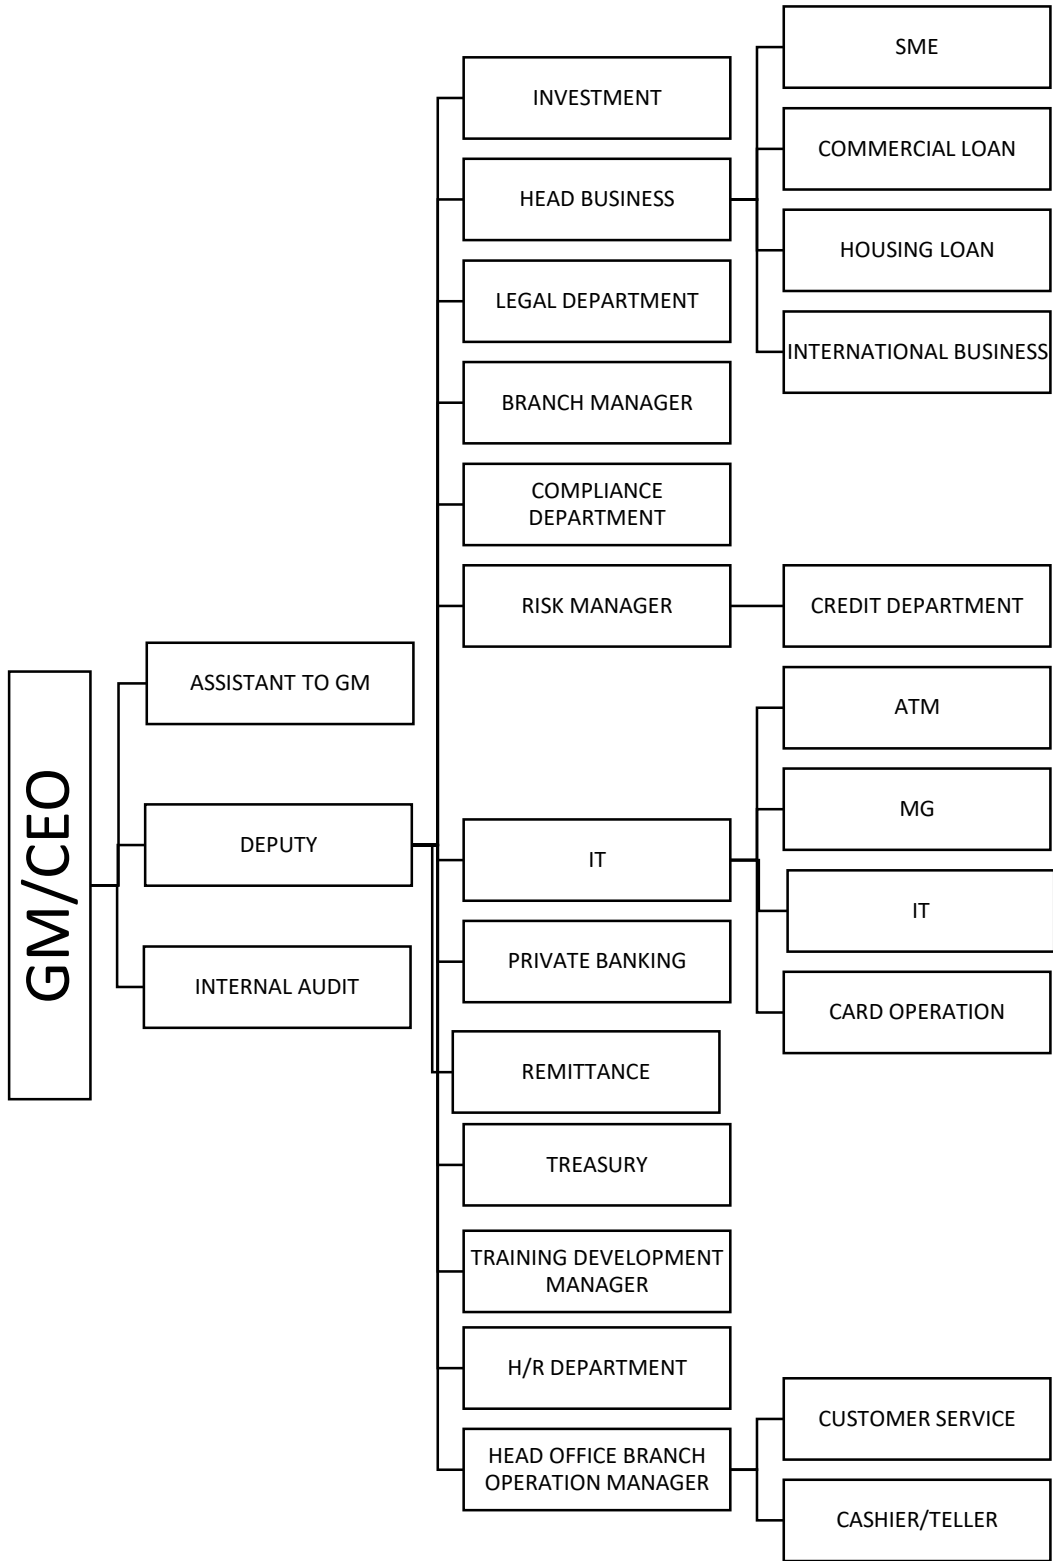 GM/CEO
ASSISTANT TO GM
DEPUTY
INTERNAL AUDIT
INVESTMENT
HEAD BUSINESS
LEGAL DEPARTMENT
BRANCH MANAGER
COMPLIANCE
DEPARTMENT
RISK MANAGER
IT
PRIVATE BANKING
REMITTANCE
TREASURY
TRAINING DEVELOPMENT
MANAGER
H/R DEPARTMENT
HEAD OFFICE BRANCH
OPERATION MANAGER
SME
COMMERCIAL LOAN
HOUSING LOAN
INTERNATIONAL BUSINESS
CREDIT DEPARTMENT
ATM
MG
IT
CARD OPERATION
CUSTOMER SERVICE
CASHIER/TELLER